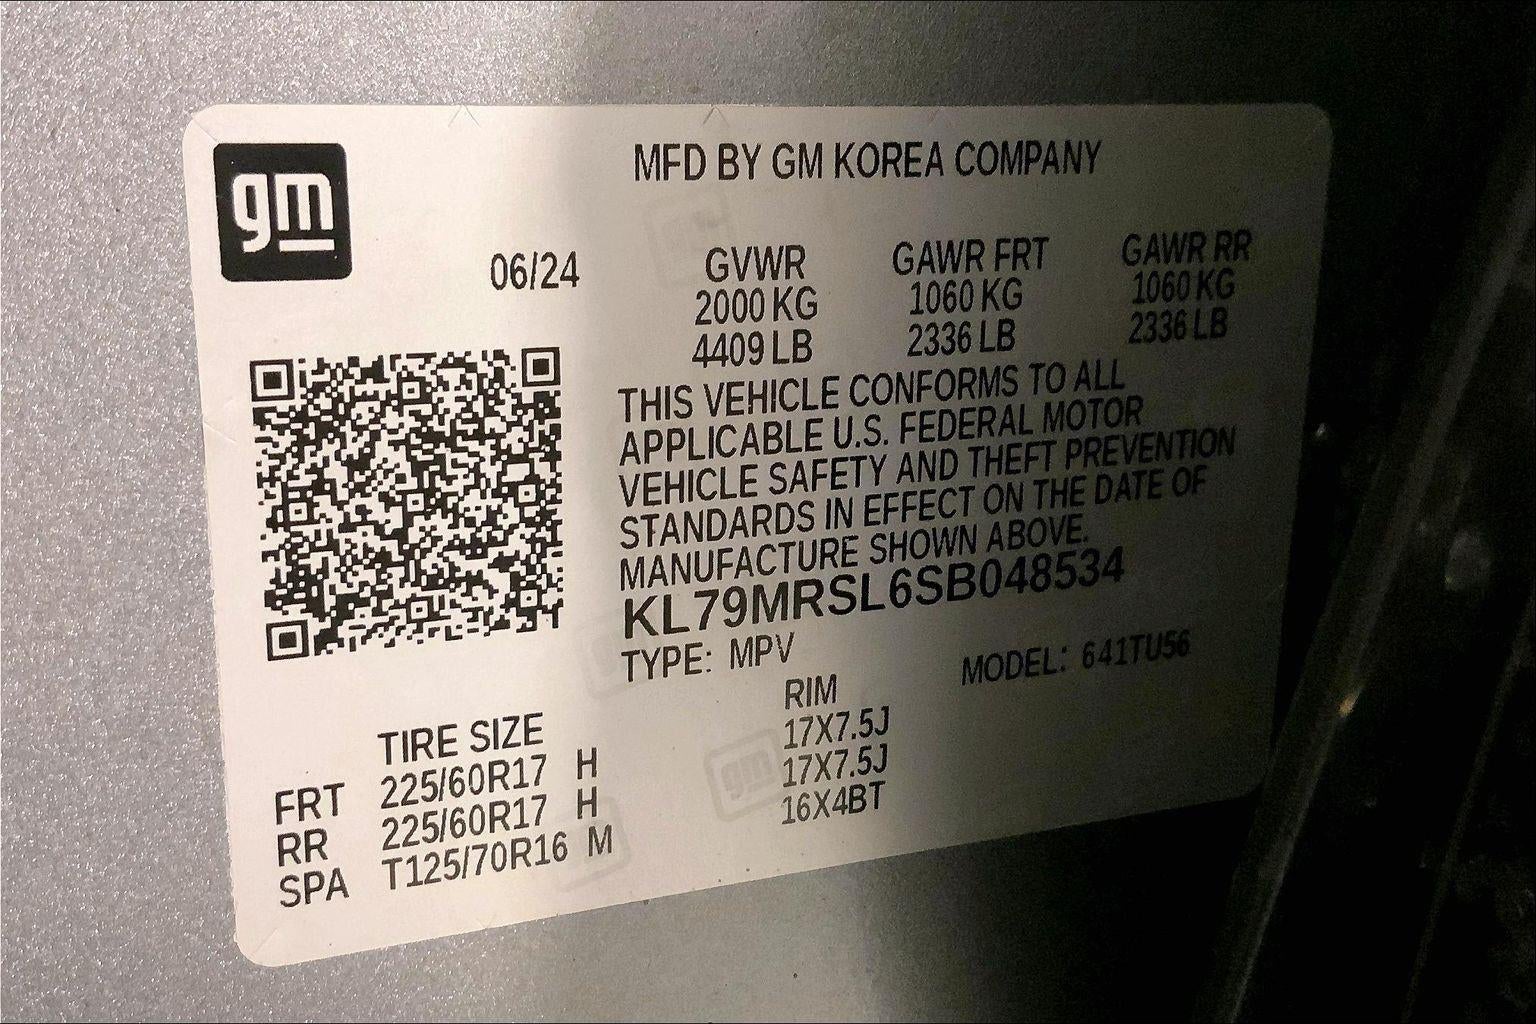 gm
MFD BY GM KOREA COMPANY
06/24 GVWR GAWR FRT GAWR RR
2000 KG 1060 KG 1060 KG
4409 LB 2336 LB 2336 LB
THIS VEHICLE CONFORMS TO ALL
APPLICABLE U.S. FEDERAL MOTOR
VEHICLE SAFETY AND THEFT PREVENTION
STANDARDS IN EFFECT ON THE DATE OF
MANUFACTURE SHOWN ABOVE.
KL79MRSL6SB048534
TYPE: MPV MODEL: 641TU56
TIRE SIZE RIM
FRT 225/60R17 H 17X7.5J
RR 225/60R17 H 17X7.5J
SPA T125/70R16 M 16X4BT
gm